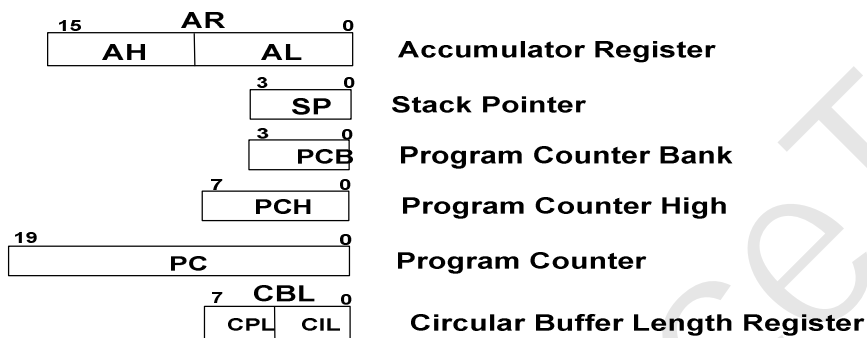 AR
15 0
AH AL Accumulator Register
3 0
SP Stack Pointer
3 0
PCB Program Counter Bank
7 0
PCH Program Counter High
19 0
PC Program Counter
7 CBL 0
CPL CIL Circular Buffer Length Register